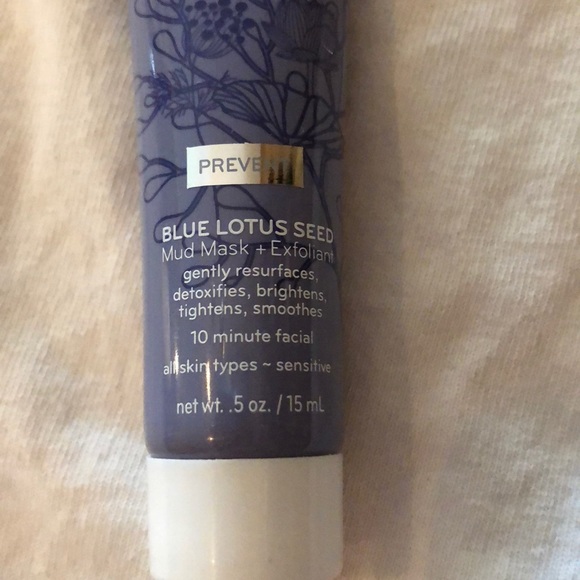 PREVENT
BLUE LOTUS SEED
Mud Mask + Exfoliant
gently resurfaces,
detoxifies, brightens,
tightens, smoothes
10 minute facial
all skin types ~ sensitive
net wt. .5 oz. / 15 mL